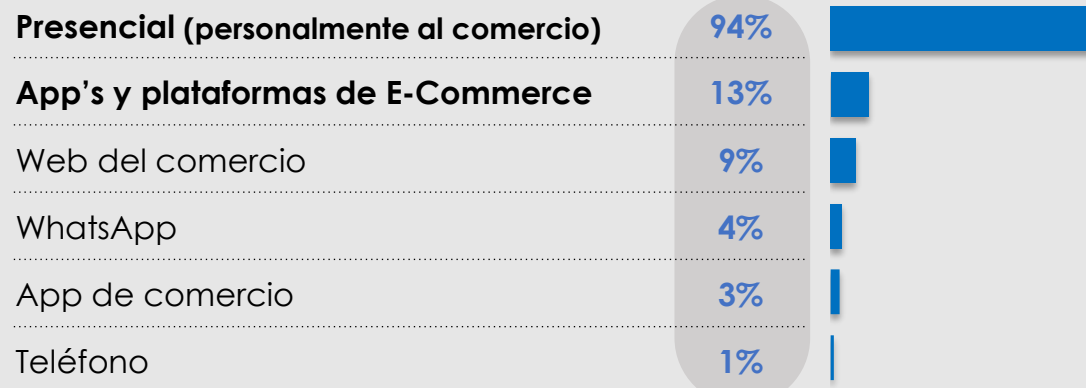 Presencial (personalmente al comercio) 94%
App's y plataformas de E-Commerce 13%
Web del comercio 9%
WhatsApp 4%
App de comercio 3%
Teléfono 1%